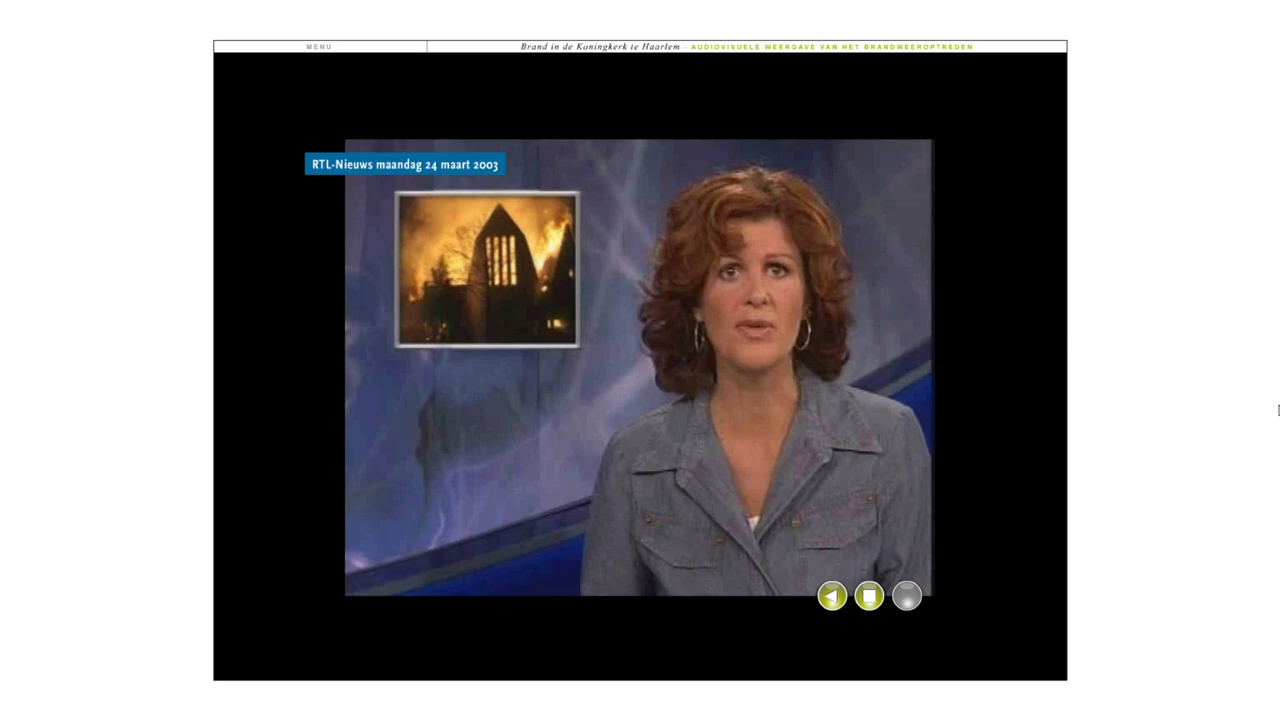 MENU
Brand in de Koningkerk te Haarlem - AUDIOVISUELE WEERGAVE VAN HET BRANDWEEROPTREDEN
RTL-Nieuws maandag 24 maart 2003